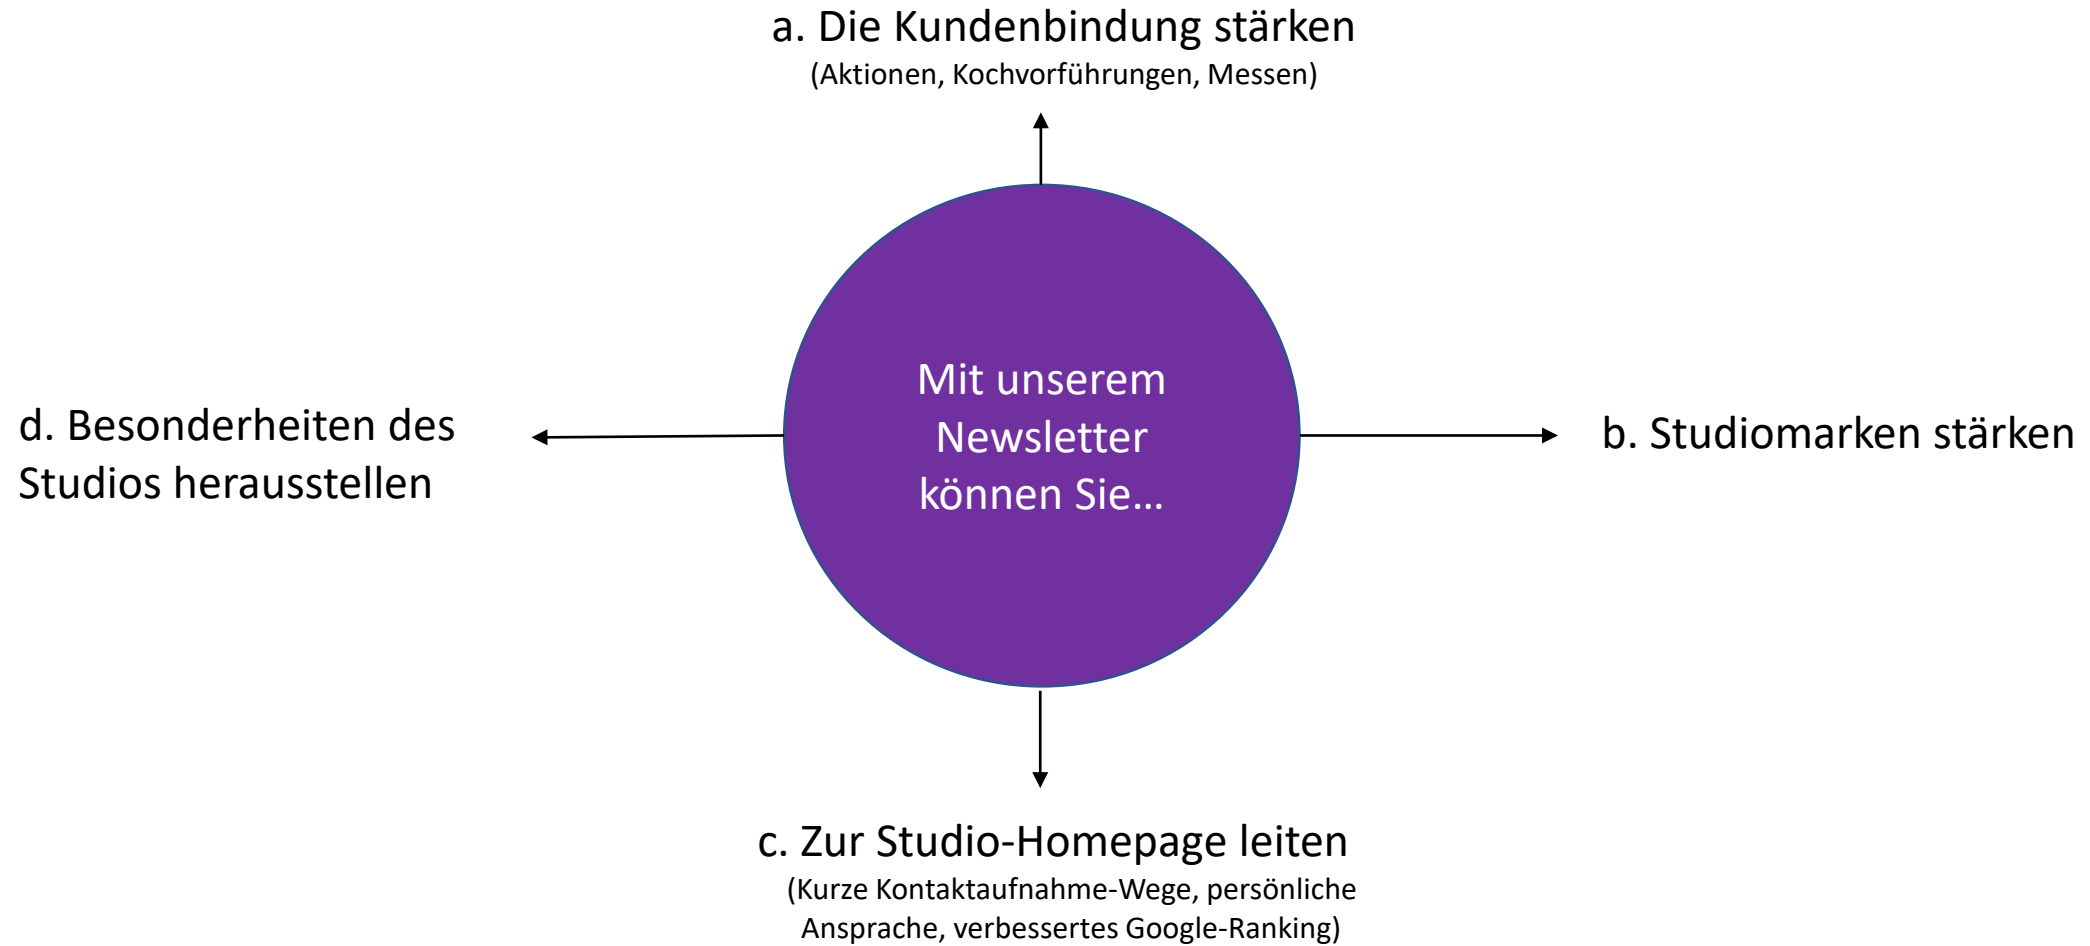 a. Die Kundenbindung stärken
(Aktionen, Kochvorführungen, Messen)
Mit unserem
Newsletter
können Sie…
d. Besonderheiten des
Studios herausstellen
b. Studiomarken stärken
c. Zur Studio-Homepage leiten
(Kurze Kontaktaufnahme-Wege, persönliche
Ansprache, verbessertes Google-Ranking)